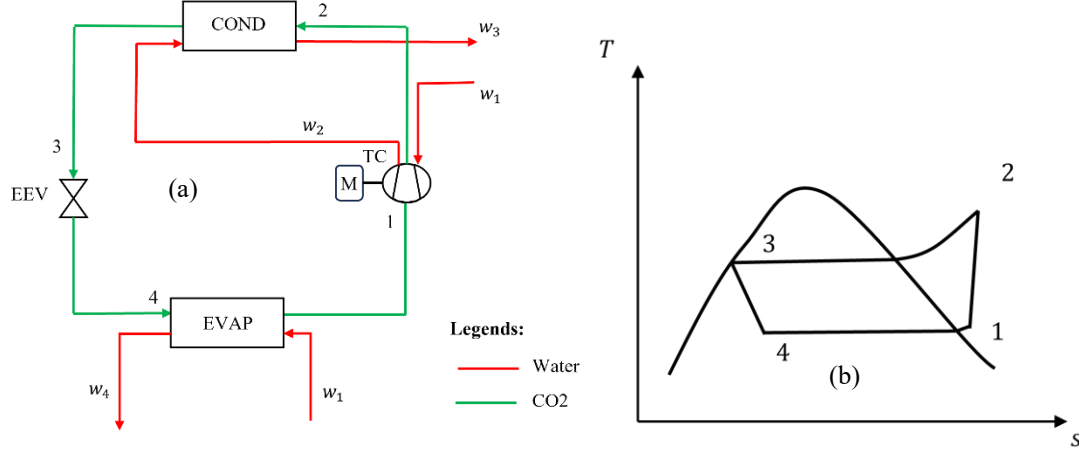 2
COND
w₃
w₁
w₂
3
TC
EEV
(a)
M
1
4
EVAP
Legends:
Water
w₄
w₁
CO2
T
2
3
1
4
(b)
s